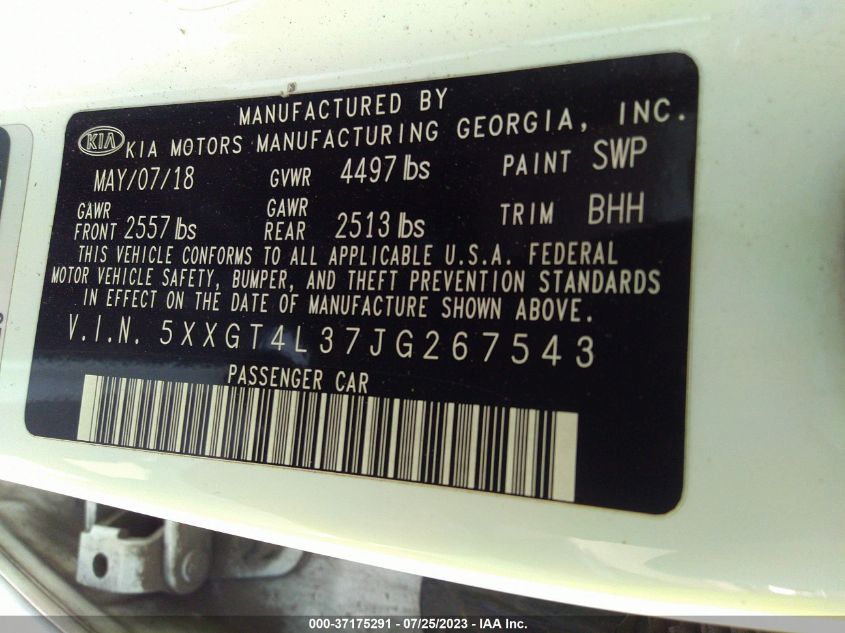 MANUFACTURED BY
KIA KIA MOTORS MANUFACTURING GEORGIA, INC.
MAY/07/18 GVWR 4497 lbs PAINT SWP
GAWR FRONT 2557 lbs GAWR REAR 2513 lbs TRIM BHH
THIS VEHICLE CONFORMS TO ALL APPLICABLE U.S.A. FEDERAL
MOTOR VEHICLE SAFETY, BUMPER, AND THEFT PREVENTION STANDARDS
IN EFFECT ON THE DATE OF MANUFACTURE SHOWN ABOVE.
V.I.N. 5XXGT4L37JG267543
PASSENGER CAR
000-37175291 - 07/25/2023 - IAA Inc.